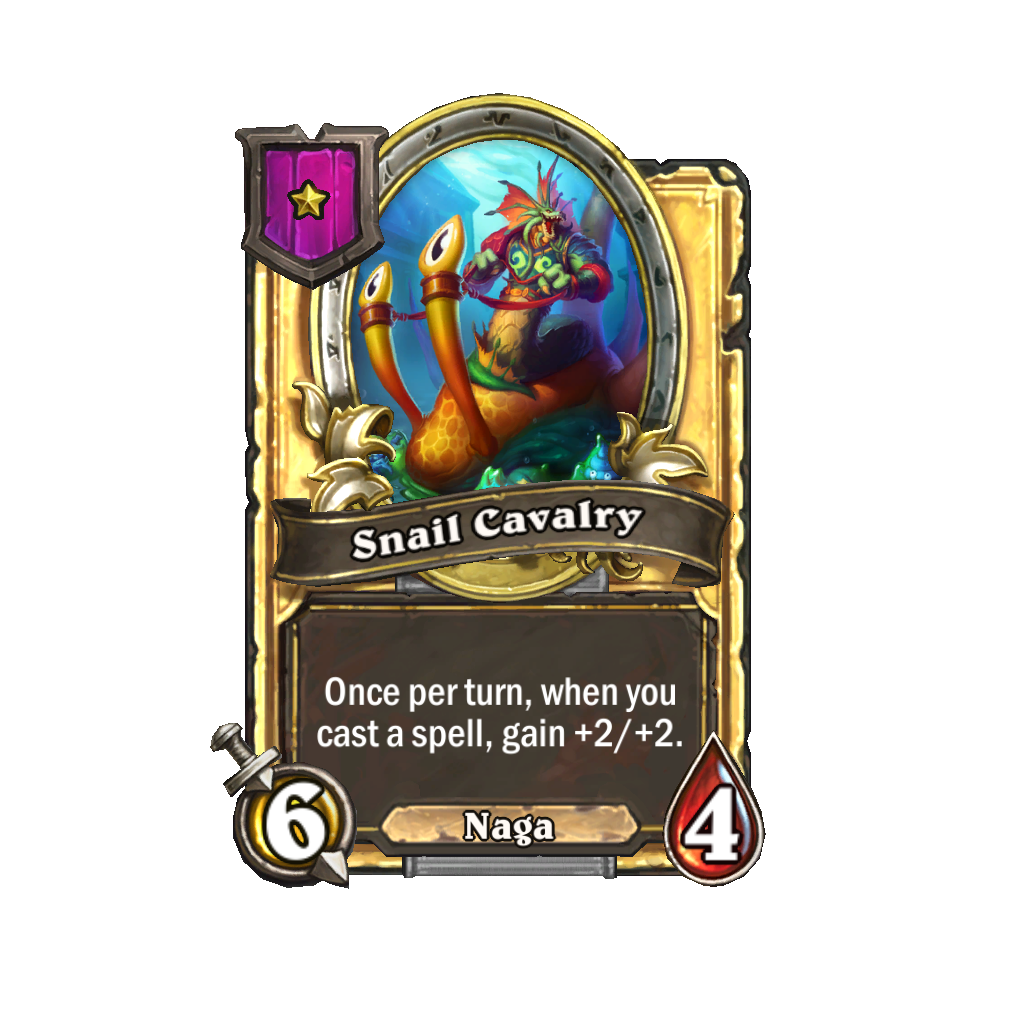 Snail Cavalry
Once per turn, when you
cast a spell, gain +2/+2.
6
Naga
4